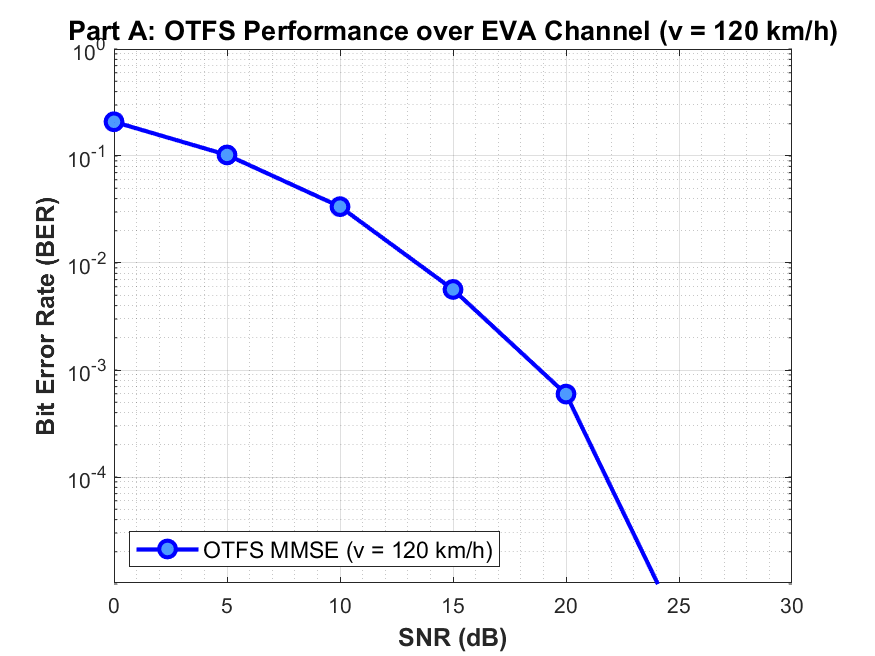 Part A: OTFS Performance over EVA Channel (v = 120 km/h)
10^0
10^-1
10^-2
10^-3
10^-4
Bit Error Rate (BER)
OTFS MMSE (v = 120 km/h)
0 5 10 15 20 25 30
SNR (dB)